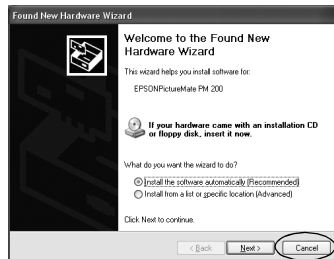 Found New Hardware Wizard
Welcome to the Found New
Hardware Wizard
This wizard helps you install software for:
EPSONPictureMate PM 200
If your hardware came with an installation CD
or floppy disk, insert it now.
What do you want the wizard to do?
Install the software automatically (Recommended)
Install from a list or specific location (Advanced)
Click Next to continue.
< Back
Next >
Cancel